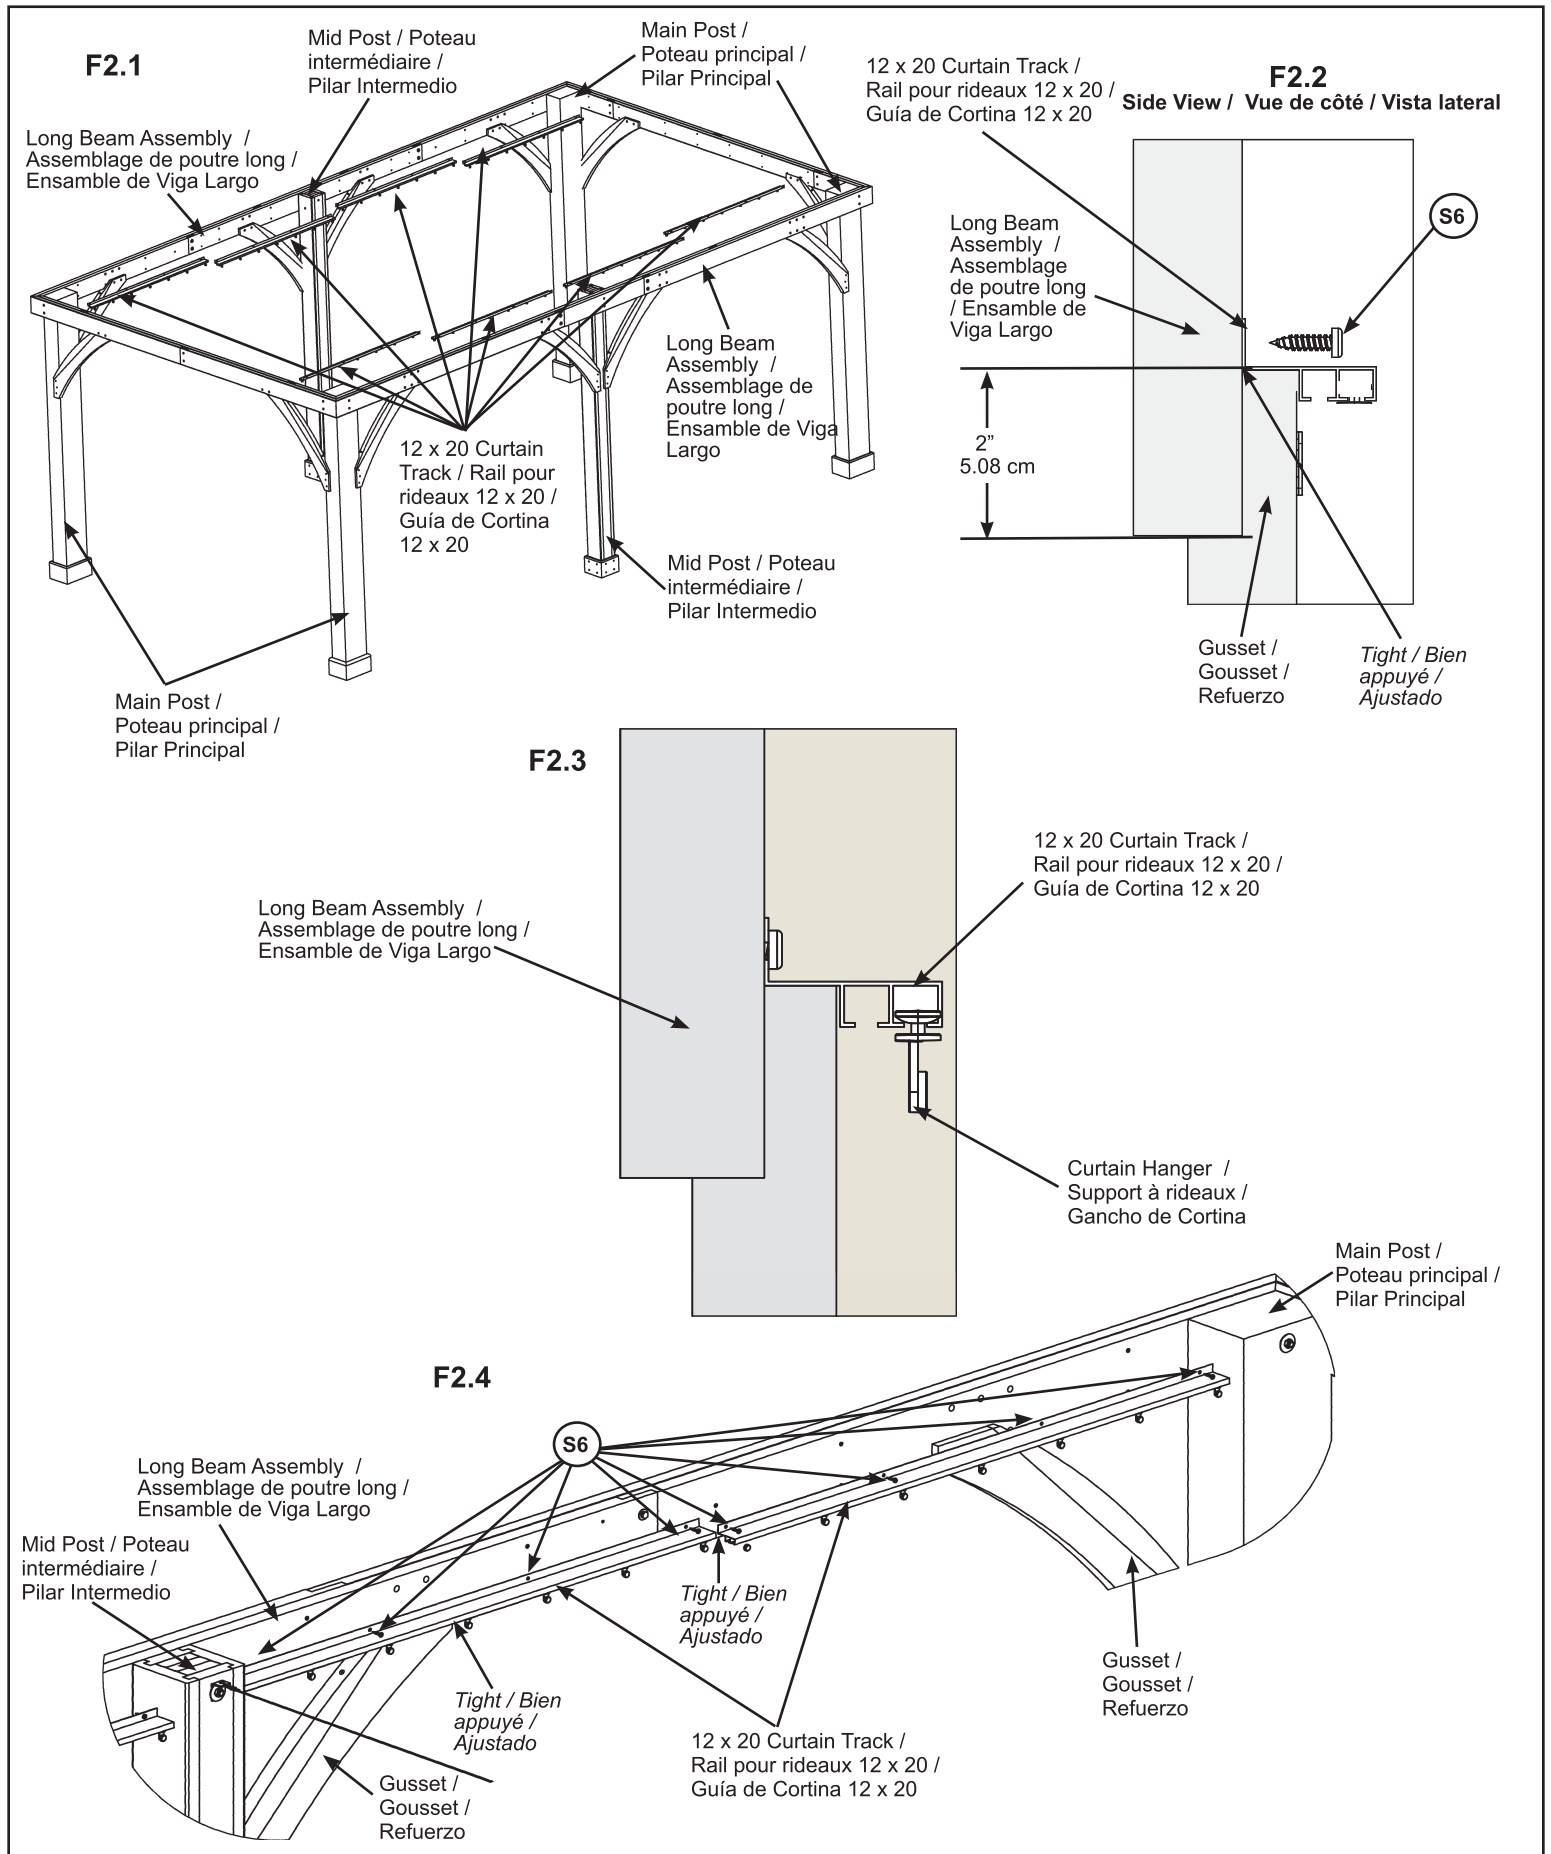 F2.1
Mid Post / Poteau
intermédiaire /
Pilar Intermedio
Main Post /
Poteau principal /
Pilar Principal
Long Beam Assembly /
Assemblage de poutre long /
Ensamble de Viga Largo
Long Beam
Assembly /
Assemblage de
poutre long /
Ensamble de Viga
Largo
12 x 20 Curtain
Track / Rail pour
rideaux 12 x 20 /
Guía de Cortina
12 x 20
Mid Post / Poteau
intermédiaire /
Pilar Intermedio
Main Post /
Poteau principal /
Pilar Principal
F2.2
Side View / Vue de côté / Vista lateral
12 x 20 Curtain Track /
Rail pour rideaux 12 x 20 /
Guía de Cortina 12 x 20
S6
Long Beam
Assembly /
Assemblage
de poutre long
/ Ensamble de
Viga Largo
2”
5.08 cm
Gusset /
Gousset /
Refuerzo
Tight / Bien
appuyé /
Ajustado
F2.3
12 x 20 Curtain Track /
Rail pour rideaux 12 x 20 /
Guía de Cortina 12 x 20
Long Beam Assembly /
Assemblage de poutre long /
Ensamble de Viga Largo
Curtain Hanger /
Support à rideaux /
Gancho de Cortina
F2.4
Main Post /
Poteau principal /
Pilar Principal
S6
Long Beam Assembly /
Assemblage de poutre long /
Ensamble de Viga Largo
Mid Post / Poteau
intermédiaire /
Pilar Intermedio
Tight / Bien
appuyé /
Ajustado
Tight / Bien
appuyé /
Ajustado
Gusset /
Gousset /
Refuerzo
12 x 20 Curtain Track /
Rail pour rideaux 12 x 20 /
Guía de Cortina 12 x 20
Gusset /
Gousset /
Refuerzo